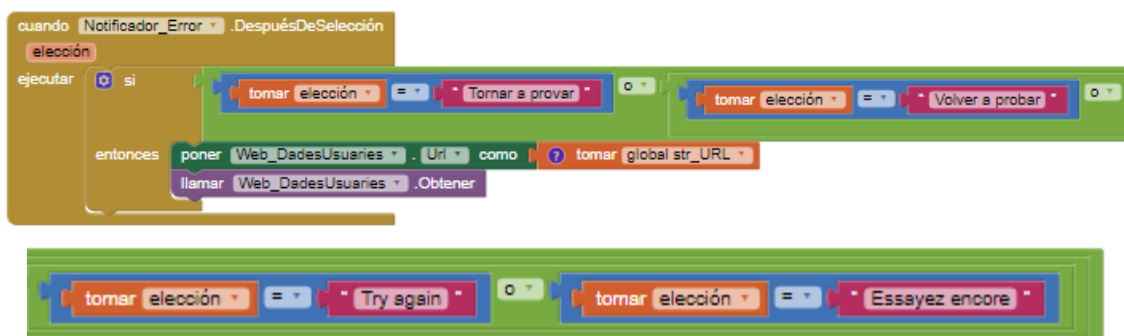 cuando Notificador_Error .DespuésDeSelección
elección
ejecutar si tomar elección = " Tornar a provar " o tomar elección = " Volver a probar " o
entonces poner Web_DadesUsuaries . Url como ? tomar global str_URL
llamar Web_DadesUsuaries .Obtener
tomar elección = " Try again " o tomar elección = " Essayez encore "